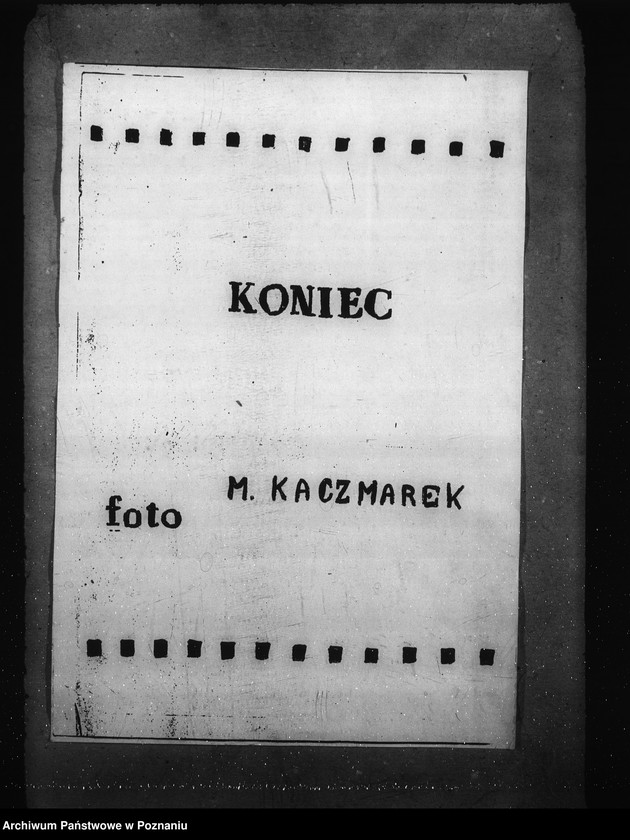 KONIEC
M. KACZMAREK
foto
Archiwum Państwowe w Poznaniu